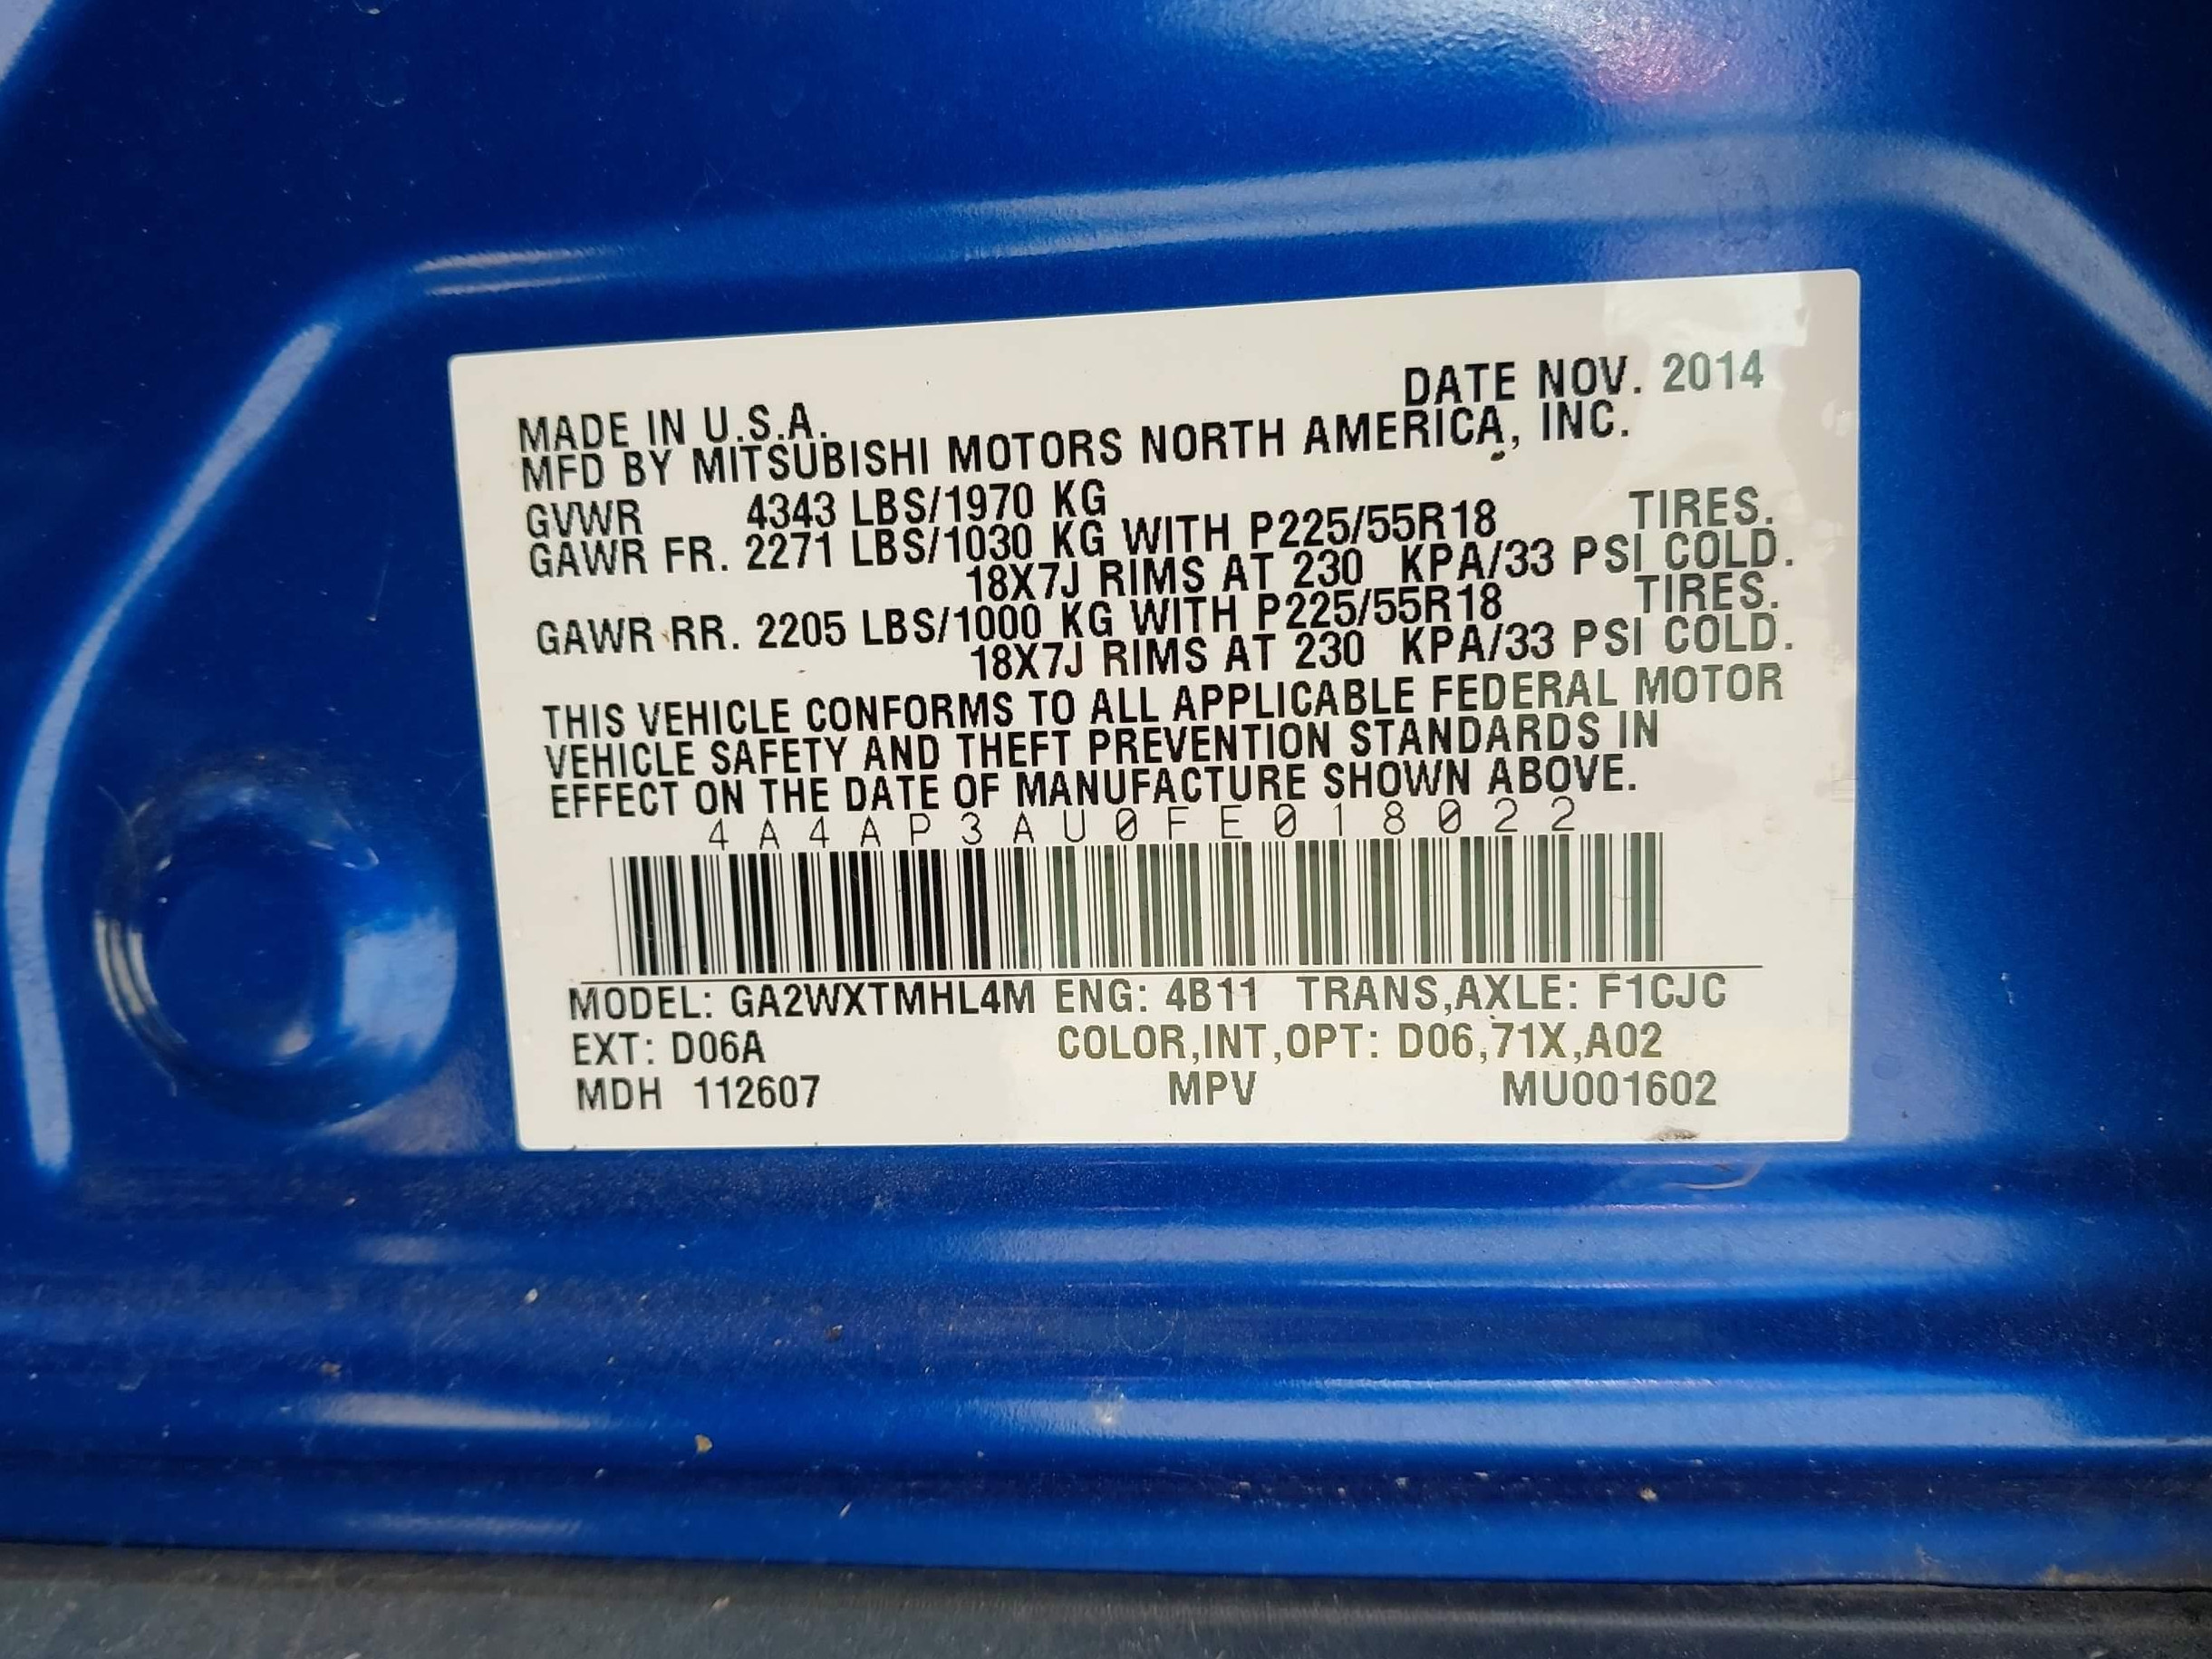 DATE NOV. 2014
MADE IN U.S.A.
MFD BY MITSUBISHI MOTORS NORTH AMERICA, INC.
GVWR 4343 LBS/1970 KG
GAWR FR. 2271 LBS/1030 KG WITH P225/55R18 TIRES.
18X7J RIMS AT 230 KPA/33 PSI COLD.
GAWR RR. 2205 LBS/1000 KG WITH P225/55R18 TIRES.
18X7J RIMS AT 230 KPA/33 PSI COLD.
THIS VEHICLE CONFORMS TO ALL APPLICABLE FEDERAL MOTOR
VEHICLE SAFETY AND THEFT PREVENTION STANDARDS IN
EFFECT ON THE DATE OF MANUFACTURE SHOWN ABOVE.
4A4AP3AU0FE018022
MODEL: GA2WXTMHL4M ENG: 4B11 TRANS,AXLE: F1CJC
EXT: D06A COLOR,INT,OPT: D06,71X,A02
MDH 112607 MPV MU001602